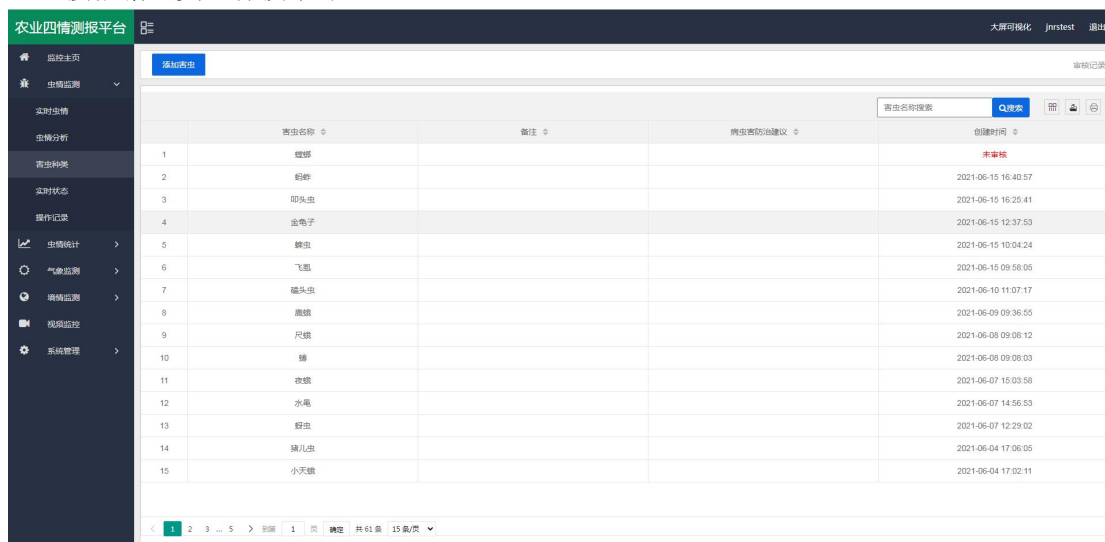 农业四情测报平台 大屏可视化 jnrstest 退出
监控主页
虫情监测
实时虫情
虫情分析
害虫种类
实时状态
操作记录
虫情统计
气象监测
墒情监测
视频监控
系统管理
添加害虫 审核记录
害虫名称搜索 搜索
害虫名称 备注 病虫害防治建议 创建时间
1 螳螂 未审核
2 蚂蚱 2021-06-15 16:40:57
3 叩头虫 2021-06-15 16:25:41
4 金龟子 2021-06-15 12:37:53
5 蝶虫 2021-06-15 10:04:24
6 飞虱 2021-06-15 09:58:05
7 磕头虫 2021-06-10 11:07:17
8 鹿蛾 2021-06-09 09:36:55
9 尺蛾 2021-06-08 09:08:12
10 蝽 2021-06-08 09:08:03
11 夜蛾 2021-06-07 15:03:58
12 水黾 2021-06-07 14:56:53
13 蚜虫 2021-06-07 12:29:02
14 猪儿虫 2021-06-04 17:06:05
15 小天蛾 2021-06-04 17:02:11
1 2 3 ... 5 到第 1 页 确定 共 61 条 15 条/页